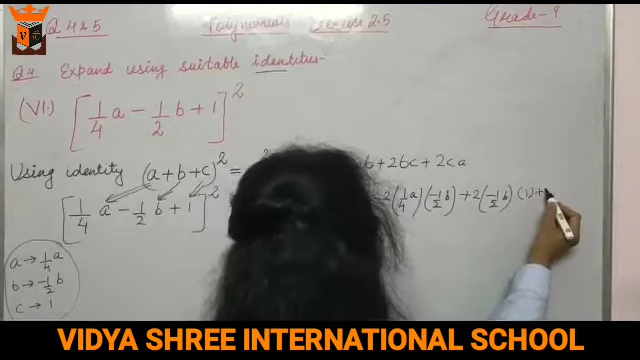 Q.4&5 Polynomials Exercise 2.5 Grade-9
Q4 Expand using suitable identities-
(VI.) [1/4 a - 1/2 b + 1]²
Using identity (a+b+c)² = b + 2bc + 2ca
[1/4 a - 1/2 b + 1]² 2(1/4 a)(-1/2 b) + 2(-1/2 b)(1) +
a → 1/4 a
b → -1/2 b
c → 1
VIDYA SHREE INTERNATIONAL SCHOOL